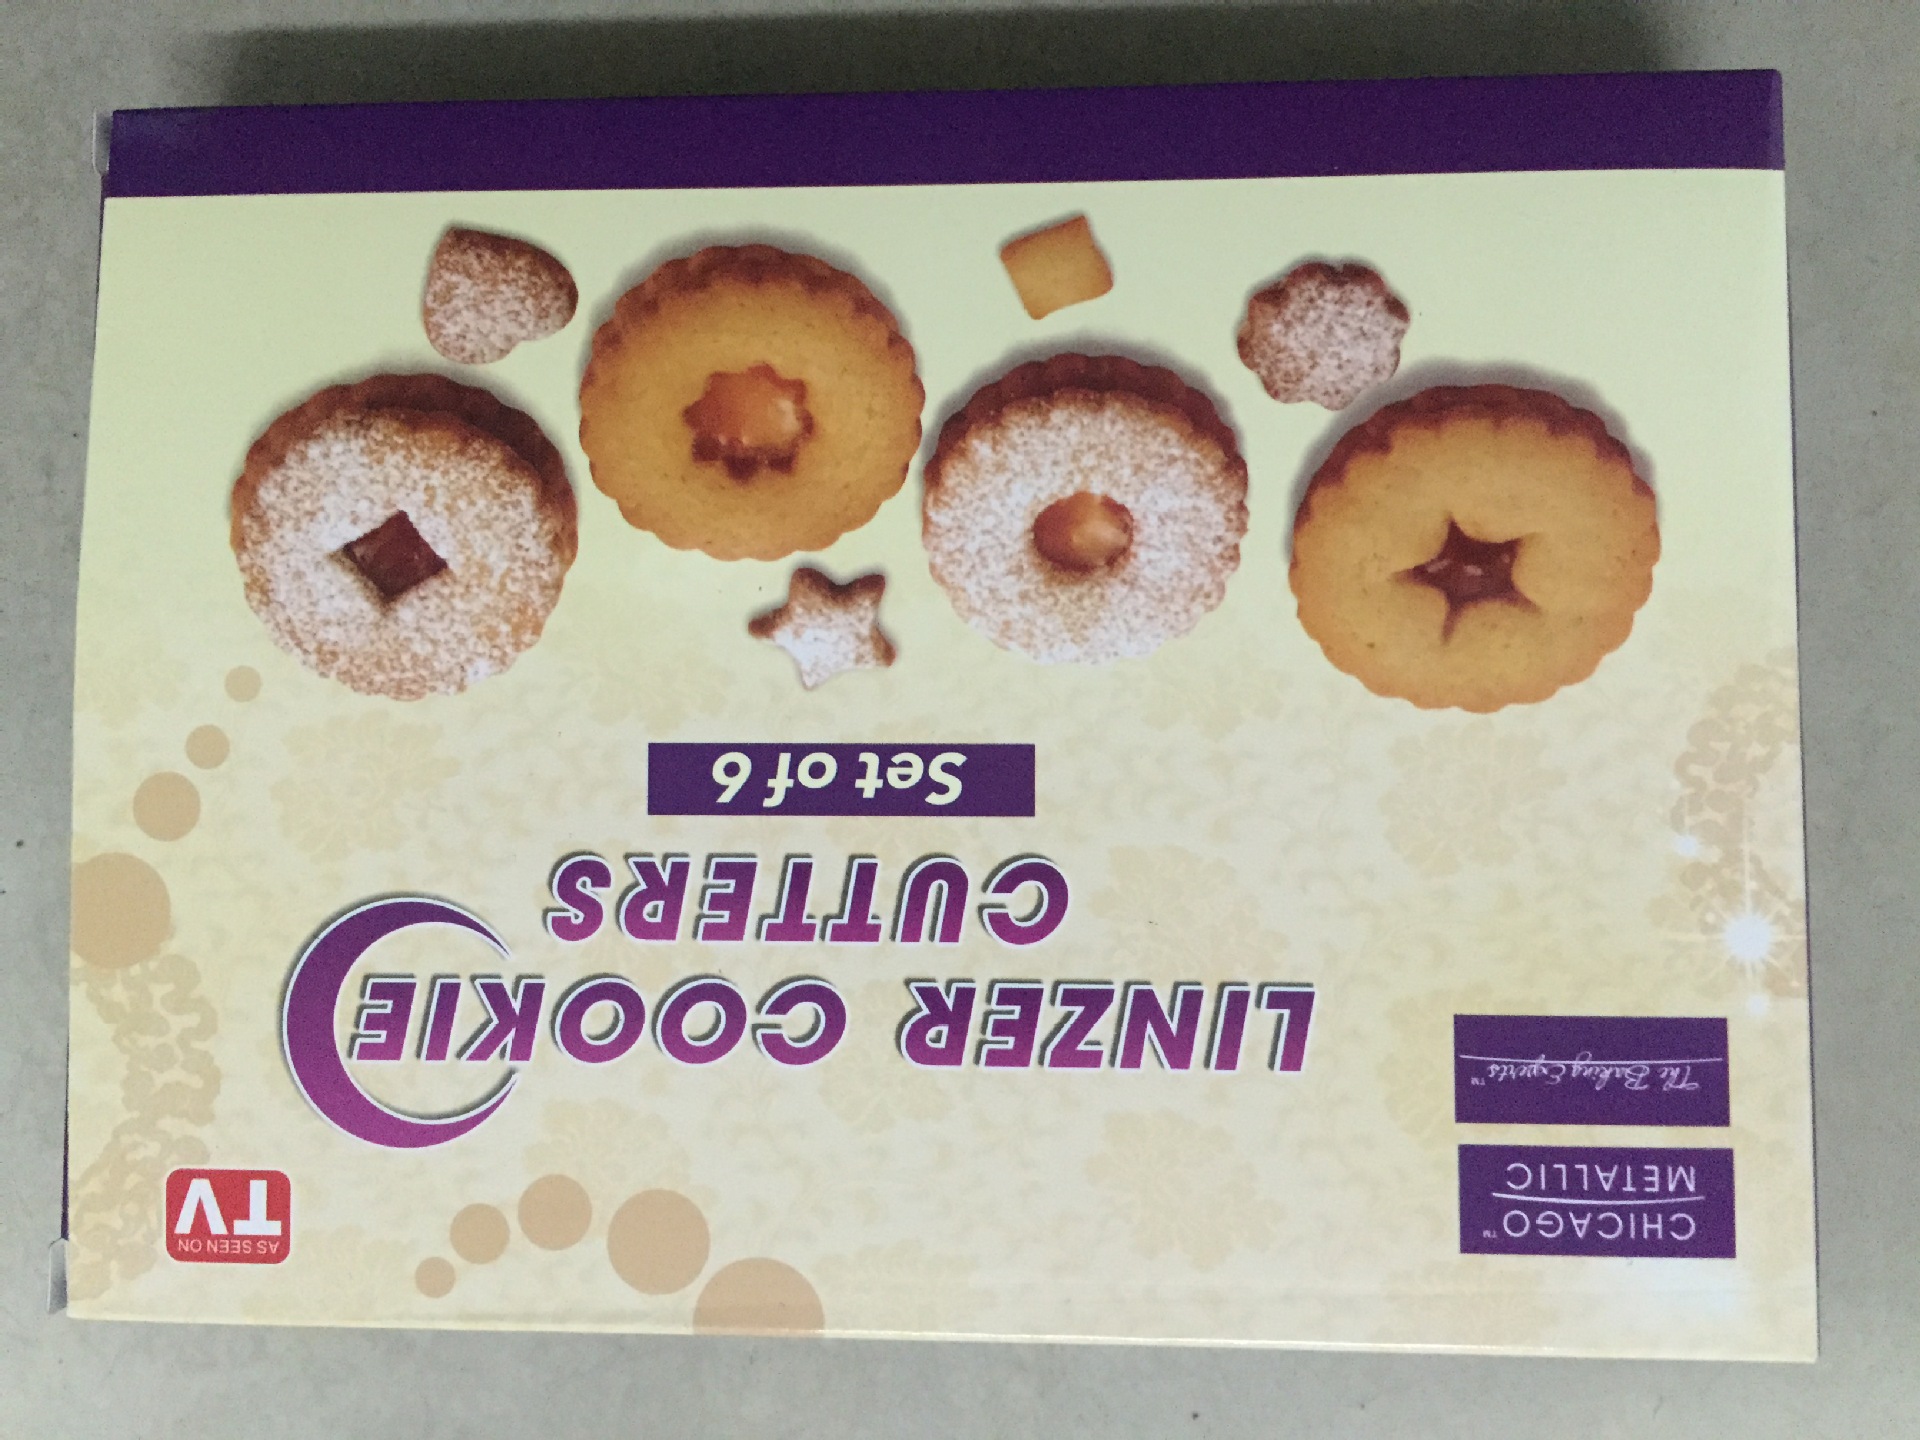 CHICAGO™
METALLIC
The Baking Experts™
AS SEEN ON
TV
LINZER COOKIE
CUTTERS
Set of 6